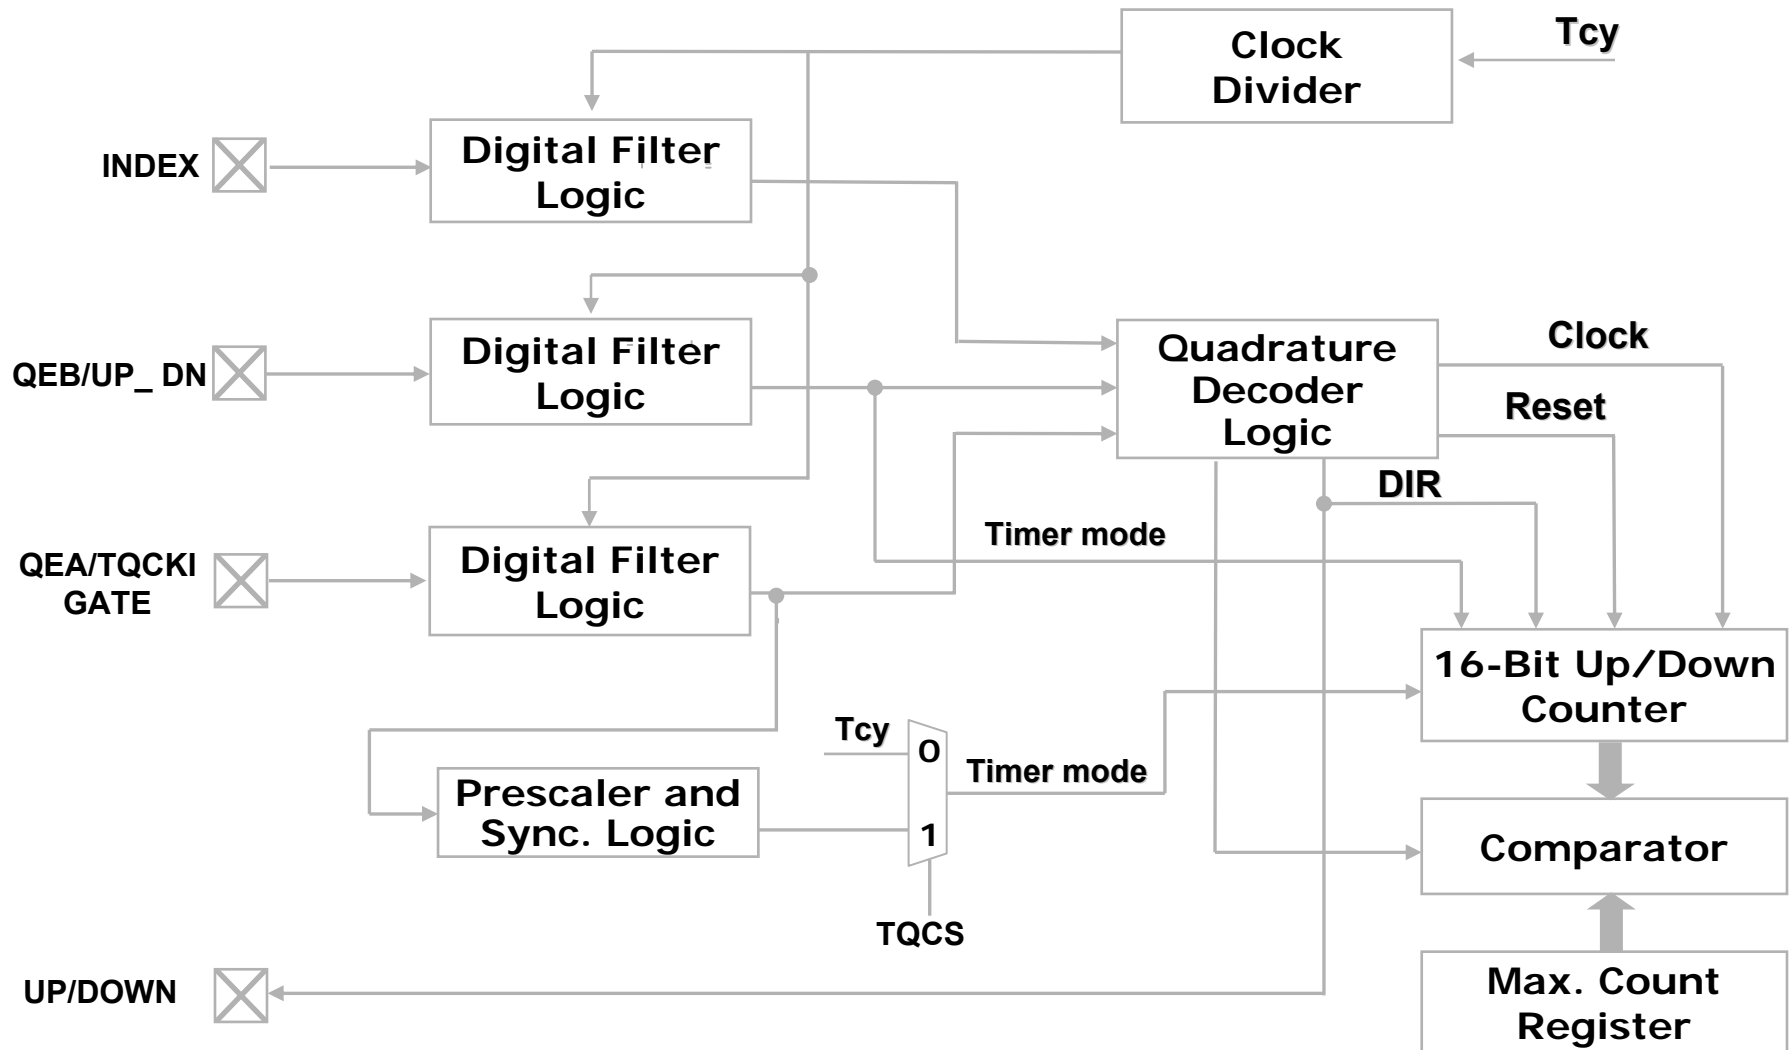 Clock
Divider
Tcy
INDEX
Digital Filter
Logic
QEB/UP_ DN
Digital Filter
Logic
Quadrature
Decoder
Logic
Clock
Reset
DIR
Timer mode
QEA/TQCKI
GATE
Digital Filter
Logic
16-Bit Up/Down
Counter
Tcy
0
Timer mode
Prescaler and
Sync. Logic
1
Comparator
TQCS
UP/DOWN
Max. Count
Register